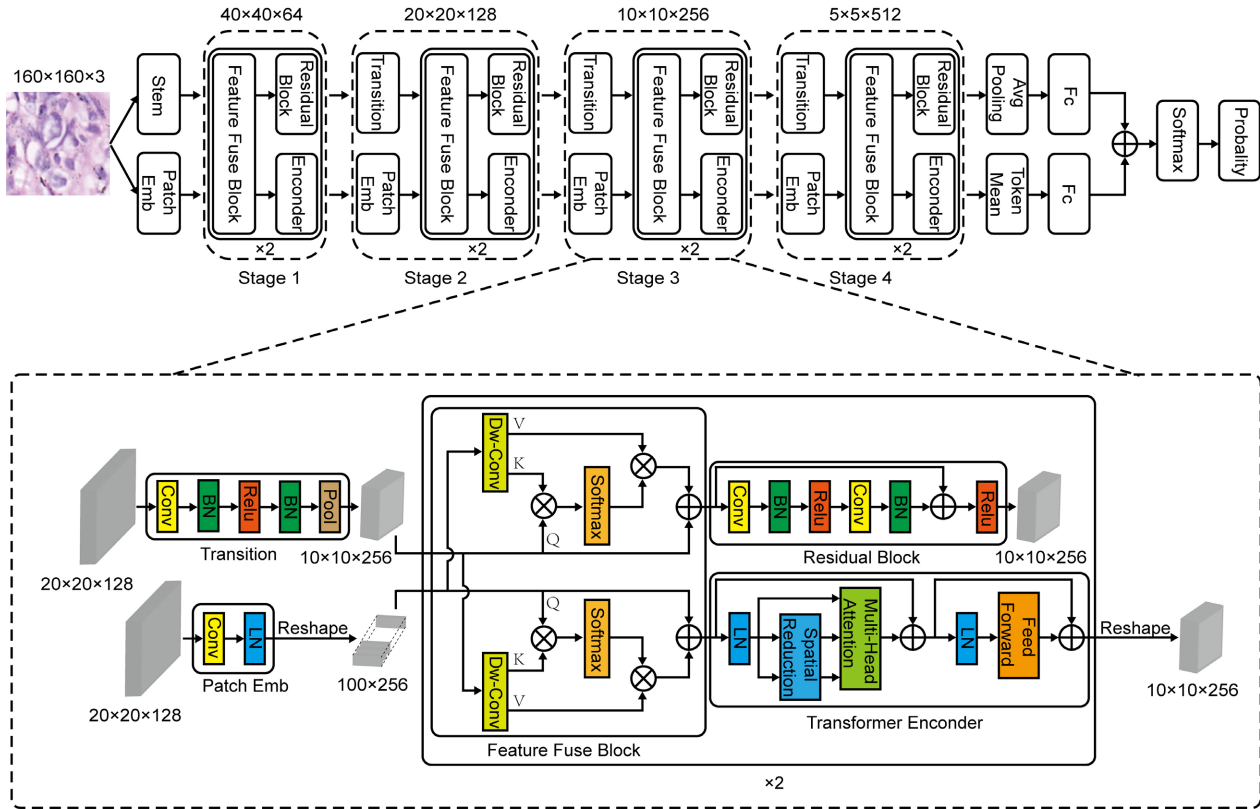 40×40×64
20×20×128
10×10×256
5×5×512
160×160×3
Stem
Patch
Emb
Feature Fuse Block
Residual
Block
Enconder
×2
Stage 1
Transition
Patch
Emb
Feature Fuse Block
Residual
Block
Enconder
×2
Stage 2
Transition
Patch
Emb
Feature Fuse Block
Residual
Block
Enconder
×2
Stage 3
Transition
Patch
Emb
Feature Fuse Block
Residual
Block
Enconder
×2
Stage 4
Avg
Pooling
Token
Mean
Fc
Fc
Softmax
Probality
20×20×128
Conv
BN
Relu
BN
Pool
Transition
10×10×256
20×20×128
Conv
LN
Patch Emb
Reshape
100×256
Dw-Conv
V
K
Q
Softmax
Q
Softmax
Dw-Conv
K
V
Feature Fuse Block
Conv
BN
Relu
Conv
BN
Relu
Residual Block
10×10×256
LN
Spatial
Reduction
Multi-Head
Attention
LN
Feed
Forward
Transformer Enconder
Reshape
10×10×256
×2